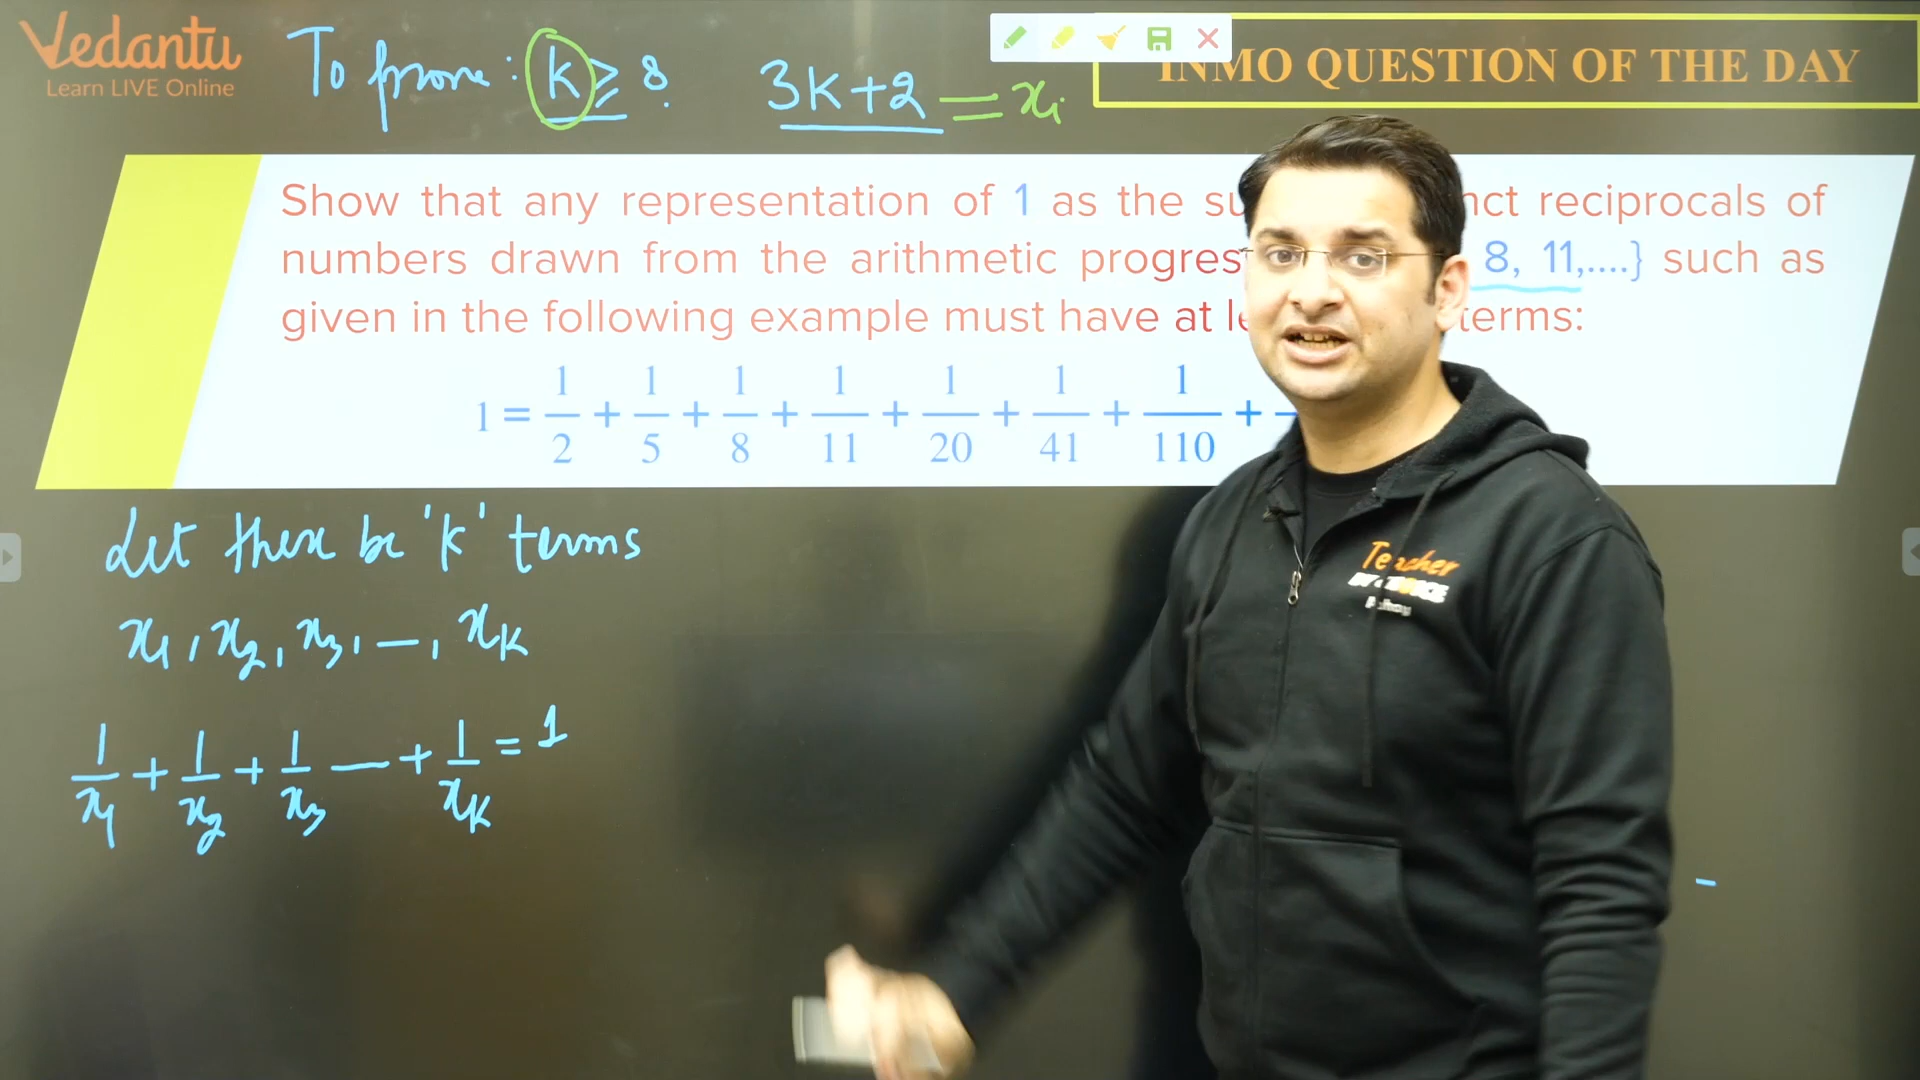 Vedantu
Learn LIVE Online
To prove : k ≥ 8. 3k+2 = xi
INMO QUESTION OF THE DAY
Show that any representation of 1 as the reciprocals of
numbers drawn from the arithmetic 8, 11,....} such as
given in the following example must have at terms:
1 = 1/2 + 1/5 + 1/8 + 1/11 + 1/20 + 1/41 + 1/110 +
Let there be 'k' terms
x1, x2, x3, —, xk
1/x1 + 1/x2 + 1/x3 — + 1/xk = 1
Teacher
BY CHOICE